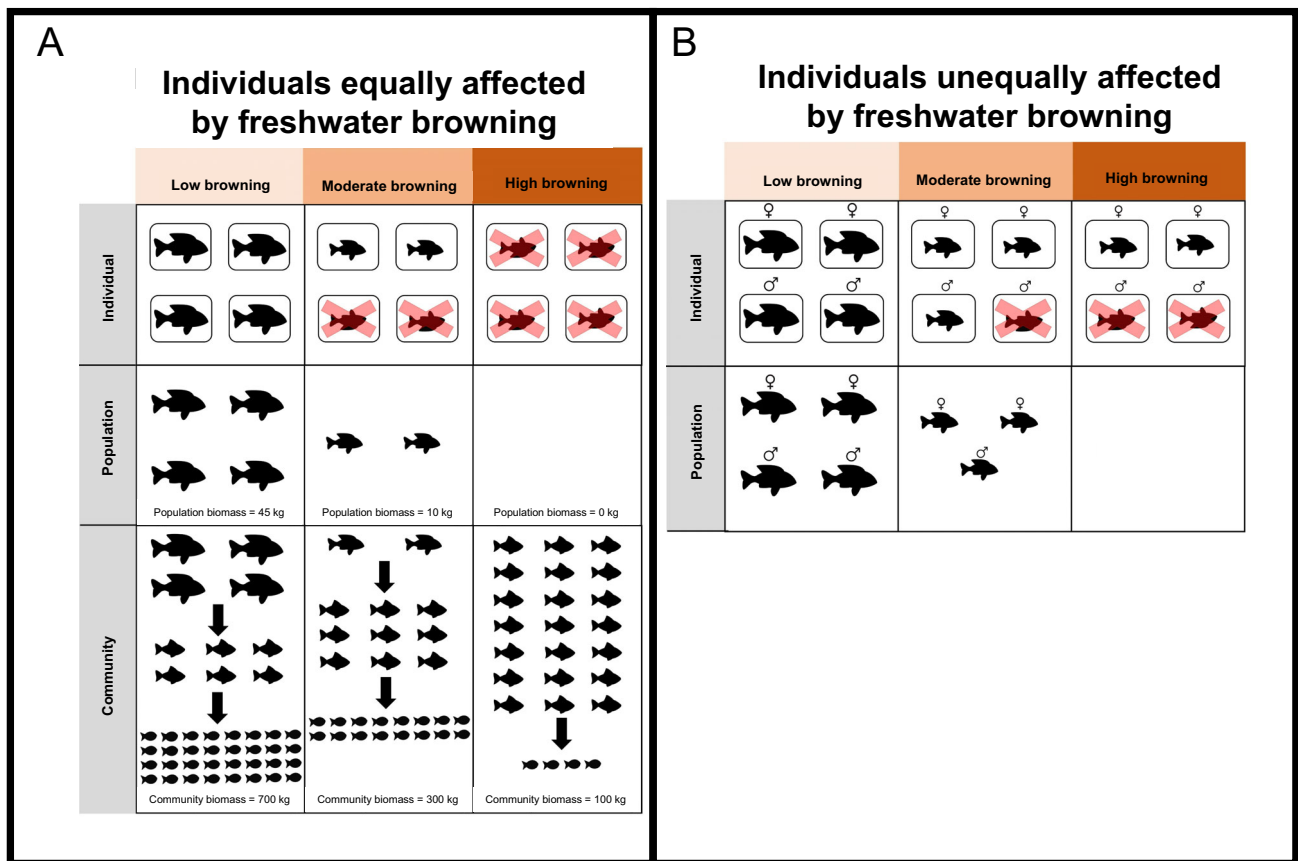 A
Individuals equally affected
by freshwater browning
Low browning
Moderate browning
High browning
Individual
Population
Population biomass = 45 kg
Population biomass = 10 kg
Population biomass = 0 kg
Community
Community biomass = 700 kg
Community biomass = 300 kg
Community biomass = 100 kg
B
Individuals unequally affected
by freshwater browning
Low browning
Moderate browning
High browning
Individual
♀ ♀ ♀ ♀ ♀ ♀
♂ ♂ ♂ ♂ ♂ ♂
Population
♀ ♀ ♀ ♀
♂ ♂ ♂